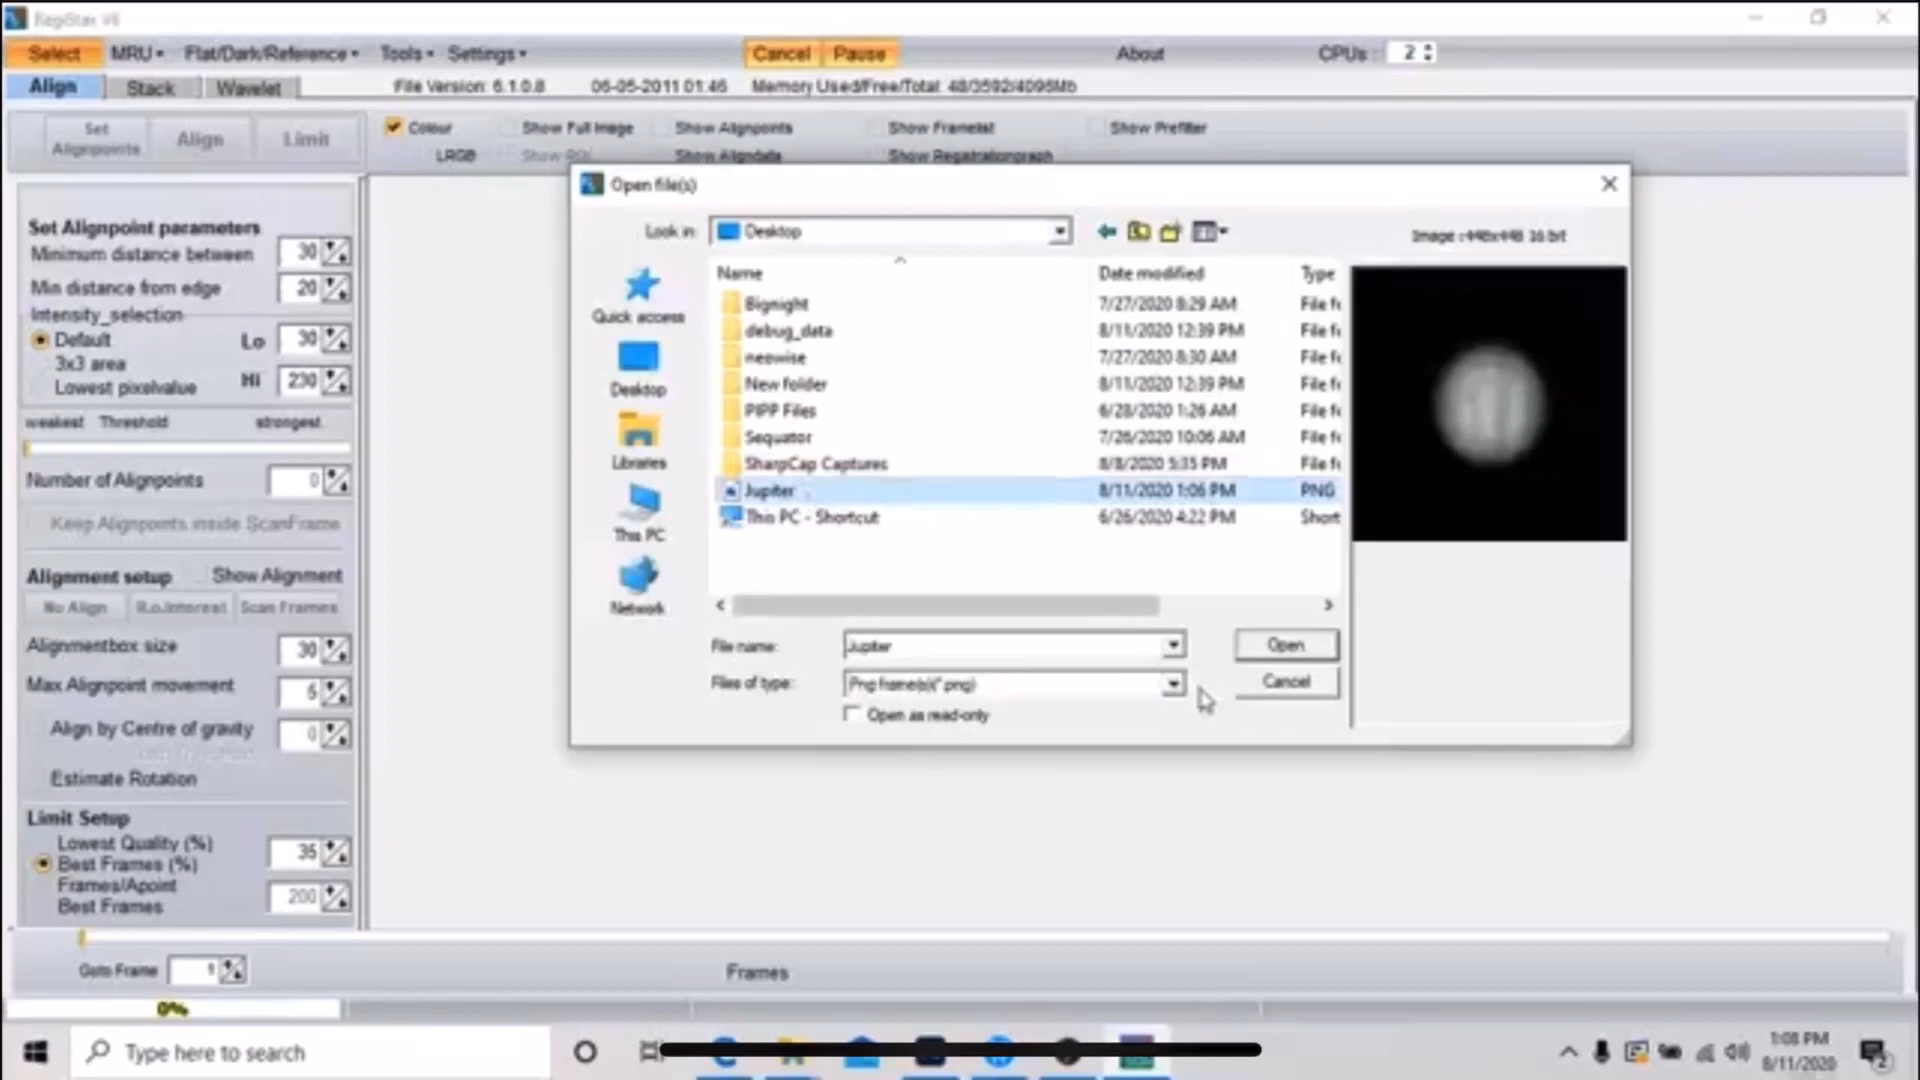 RegiStax V6
Select MRU Flat/Dark/Reference Tools Settings Cancel Pause About CPUs : 2
Align Stack Wavelet File Version: 6.1.0.8 06-05-2011 01:46 Memory Used/Free/Total: 48/3592/4096Mb
Set Alignpoints Align Limit
Colour Show Full Image Show Alignpoints Show Framelist Show Prefilter
LRGB Show ROI Show Aligndata Show Registrationgraph
Set Alignpoint parameters
Minimum distance between 30
Min distance from edge 20
Intensity_selection
Default Lo 30
3x3 area
Lowest pixelvalue Hi 230
weakest Threshold strongest
Number of Alignpoints 0
Keep Alignpoints inside ScanFrame
Alignment setup Show Alignment
No Align R.o.Interest Scan Frames
Alignmentbox size 30
Max Alignpoint movement 5
Align by Centre of gravity 0
Estimate Rotation
Limit Setup
Lowest Quality (%)
Best Frames (%) 35
Frames/Apoint
Best Frames 200
Open file(s)
Look in: Desktop
Image :448x448 16 bit
Quick access
Desktop
Libraries
This PC
Network
Name Date modified Type
Bignight 7/27/2020 8:29 AM File f
debug_data 8/11/2020 12:39 PM File f
neowise 7/27/2020 8:30 AM File f
New folder 8/11/2020 12:39 PM File f
PIPP Files 6/28/2020 1:26 AM File f
Sequator 7/26/2020 10:06 AM File f
SharpCap Captures 8/8/2020 5:35 PM File f
Jupiter 8/11/2020 1:06 PM PNG
This PC - Shortcut 6/26/2020 4:22 PM Short
File name: Jupiter Open
Files of type: Png frame(s)(*.png) Cancel
Open as read-only
Goto Frame 1 Frames
0%
Type here to search
1:08 PM
8/11/2020
2